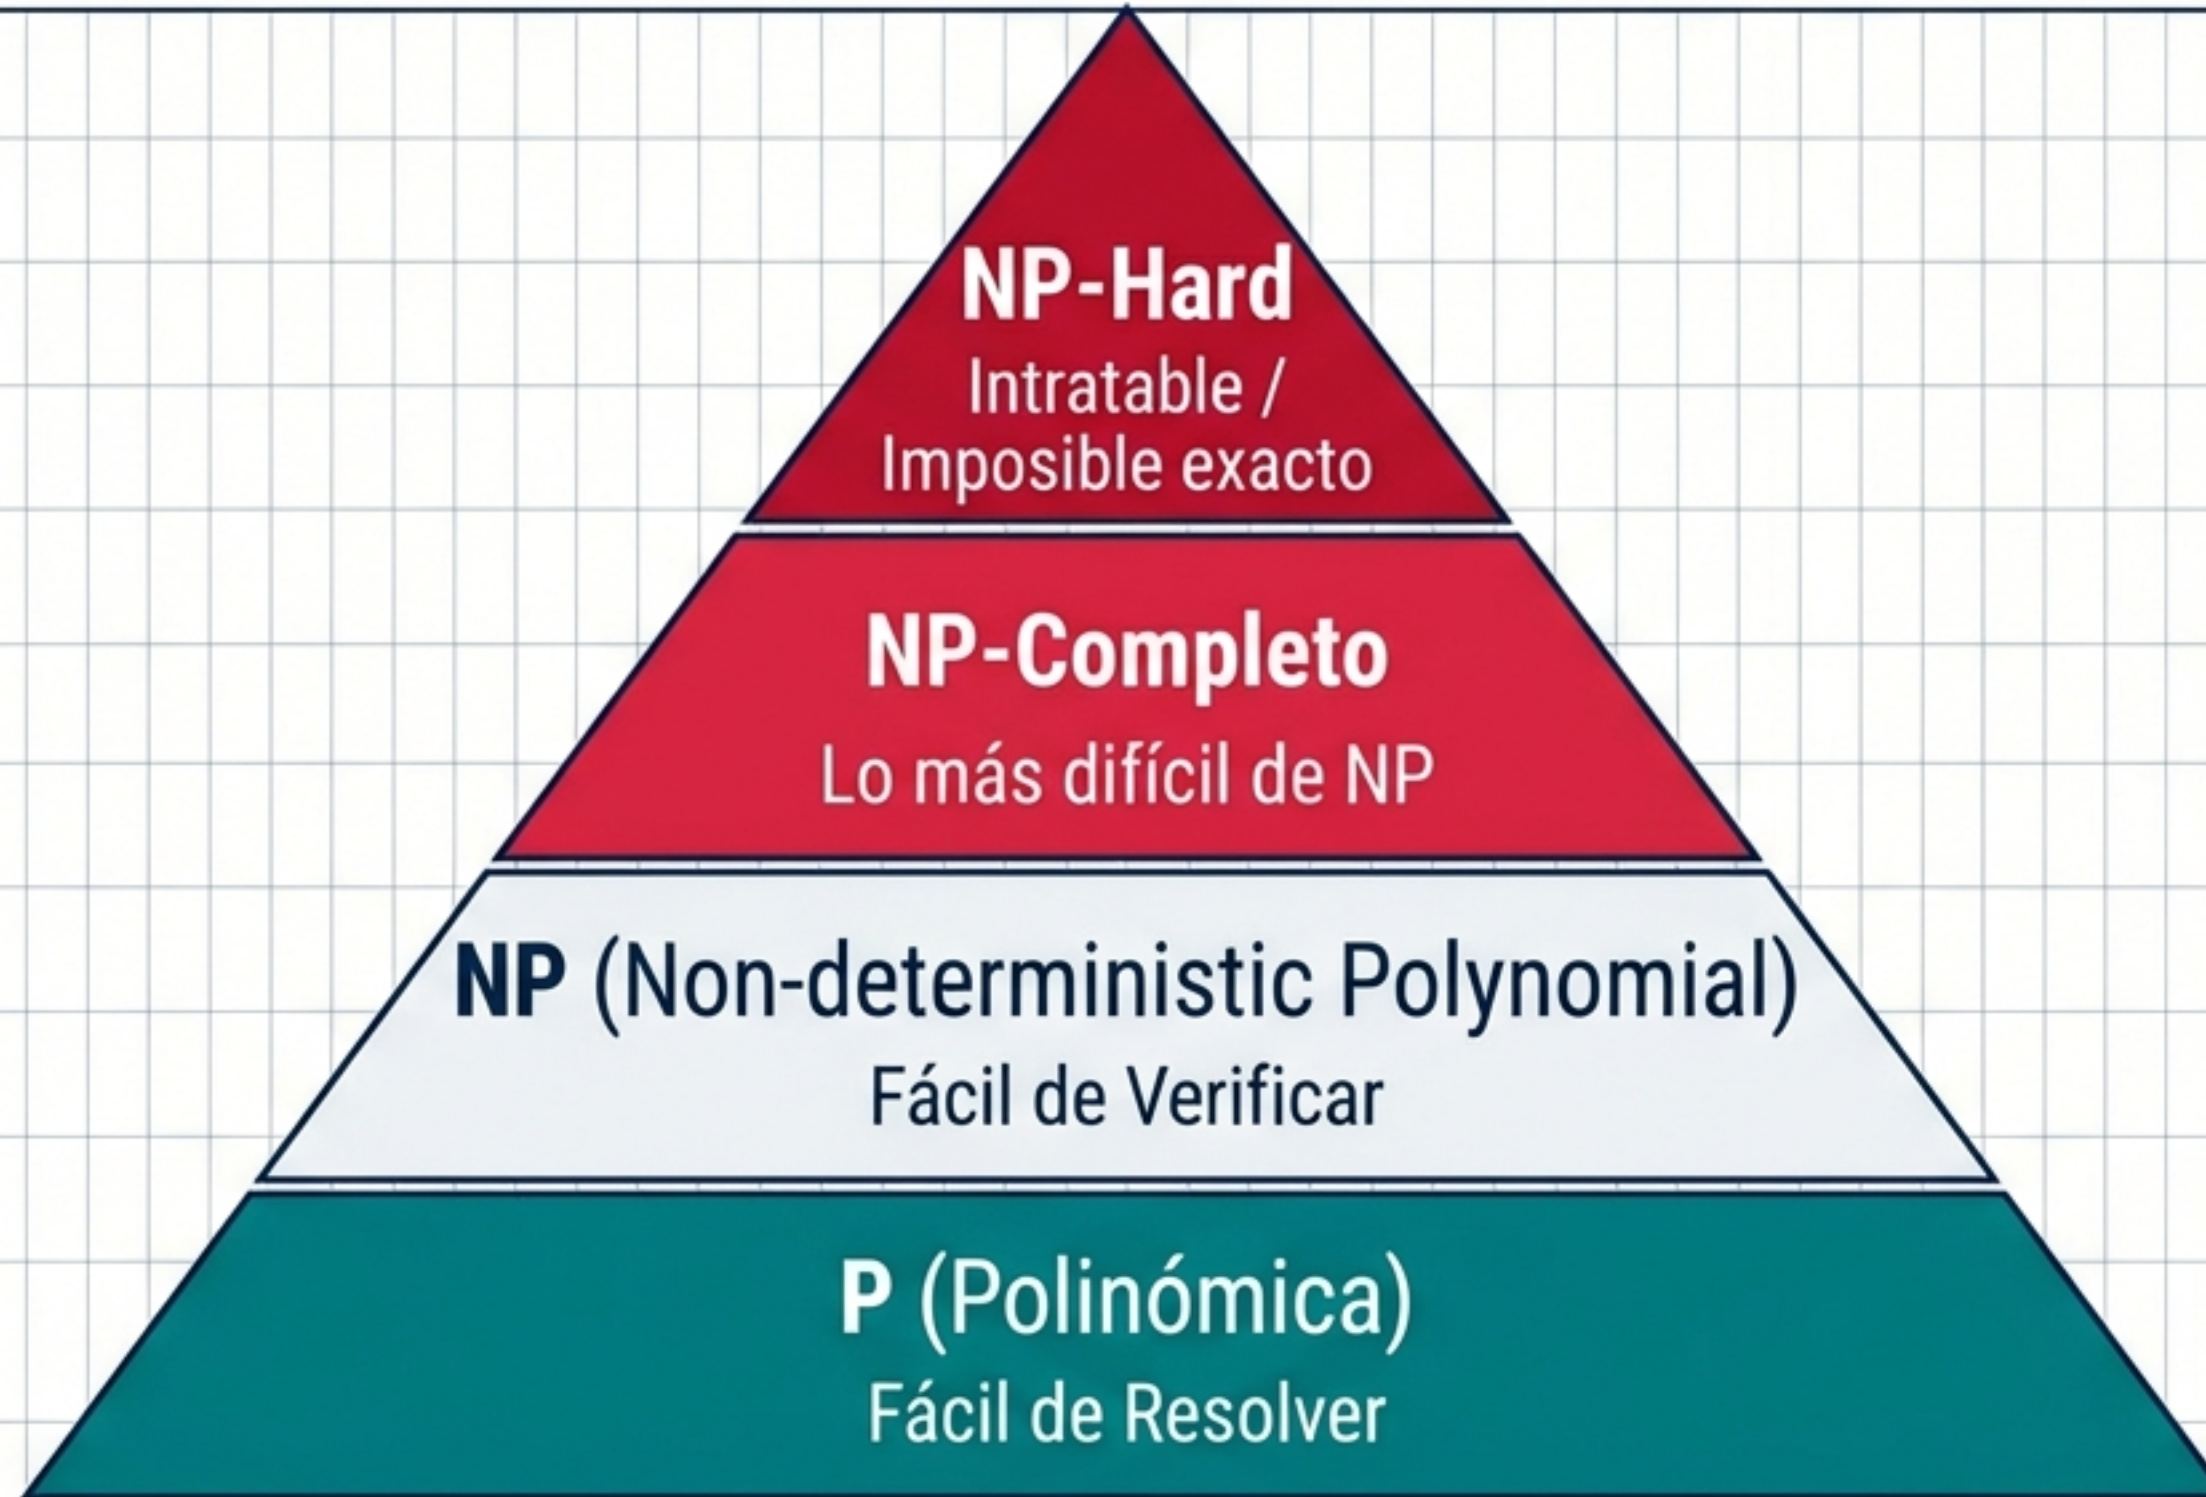 NP-Hard
Intratable /
Imposible exacto
NP-Completo
Lo más difícil de NP
NP (Non-deterministic Polynomial)
Fácil de Verificar
P (Polinómica)
Fácil de Resolver